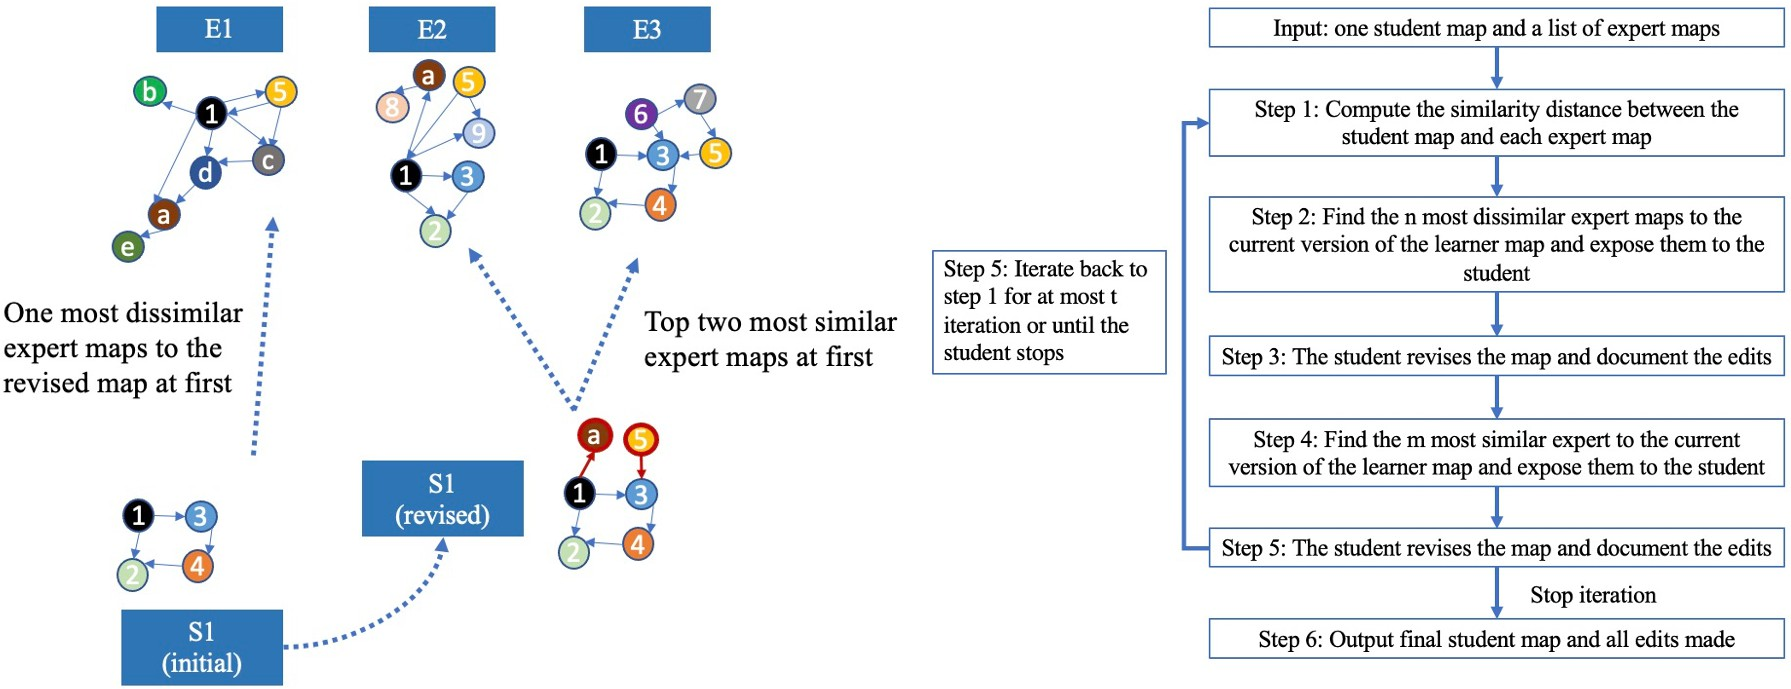 E1
E2
E3
b
1
5
d
c
a
e
a
5
8
9
1
3
2
6
7
1
3
5
2
4
One most dissimilar
expert maps to the
revised map at first
Top two most similar
expert maps at first
1
3
2
4
S1
(initial)
S1
(revised)
a
5
1
3
2
4
Step 5: Iterate back to
step 1 for at most t
iteration or until the
student stops
Input: one student map and a list of expert maps
Step 1: Compute the similarity distance between the
student map and each expert map
Step 2: Find the n most dissimilar expert maps to the
current version of the learner map and expose them to the
student
Step 3: The student revises the map and document the edits
Step 4: Find the m most similar expert to the current
version of the learner map and expose them to the student
Step 5: The student revises the map and document the edits
Stop iteration
Step 6: Output final student map and all edits made